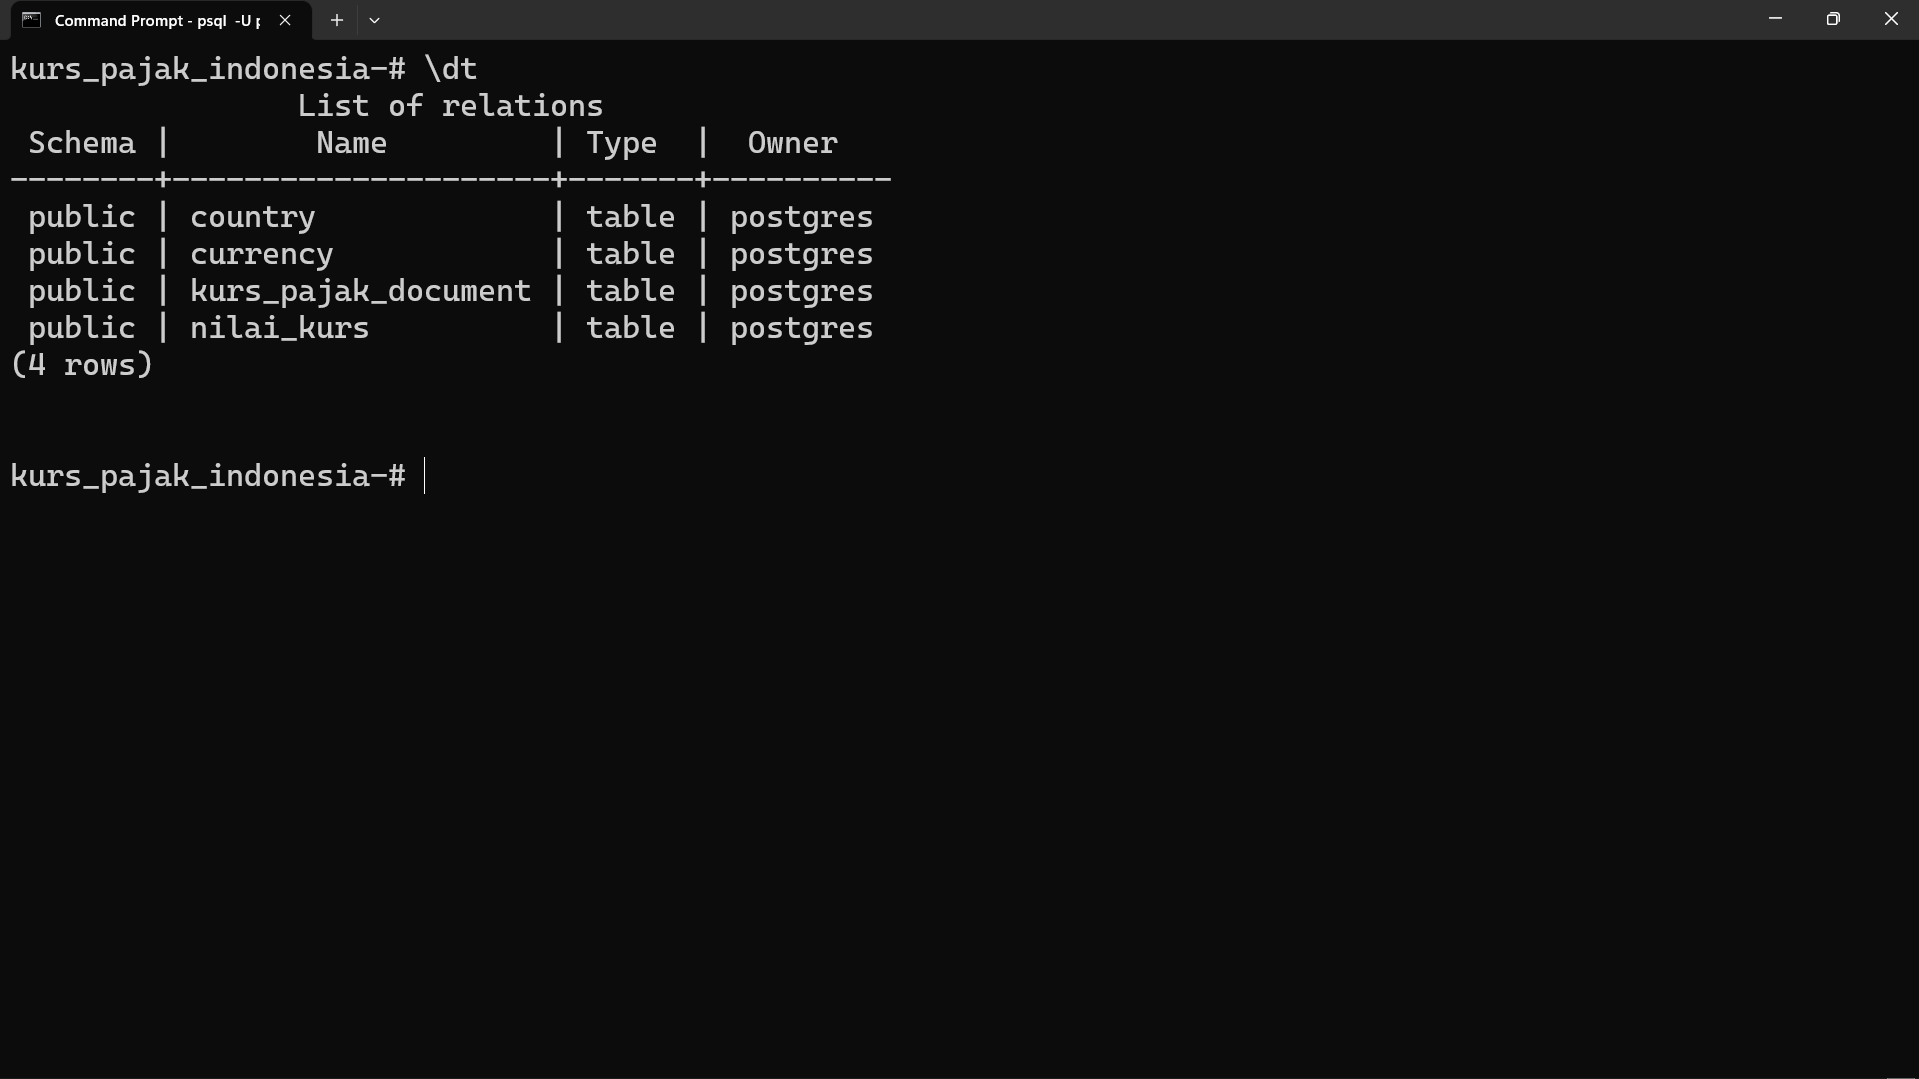 Command Prompt - psql  -U p
kurs_pajak_indonesia-# \dt
                List of relations
 Schema |        Name         | Type  |  Owner
--------+---------------------+-------+----------
 public | country             | table | postgres
 public | currency            | table | postgres
 public | kurs_pajak_document | table | postgres
 public | nilai_kurs          | table | postgres
(4 rows)
kurs_pajak_indonesia-#